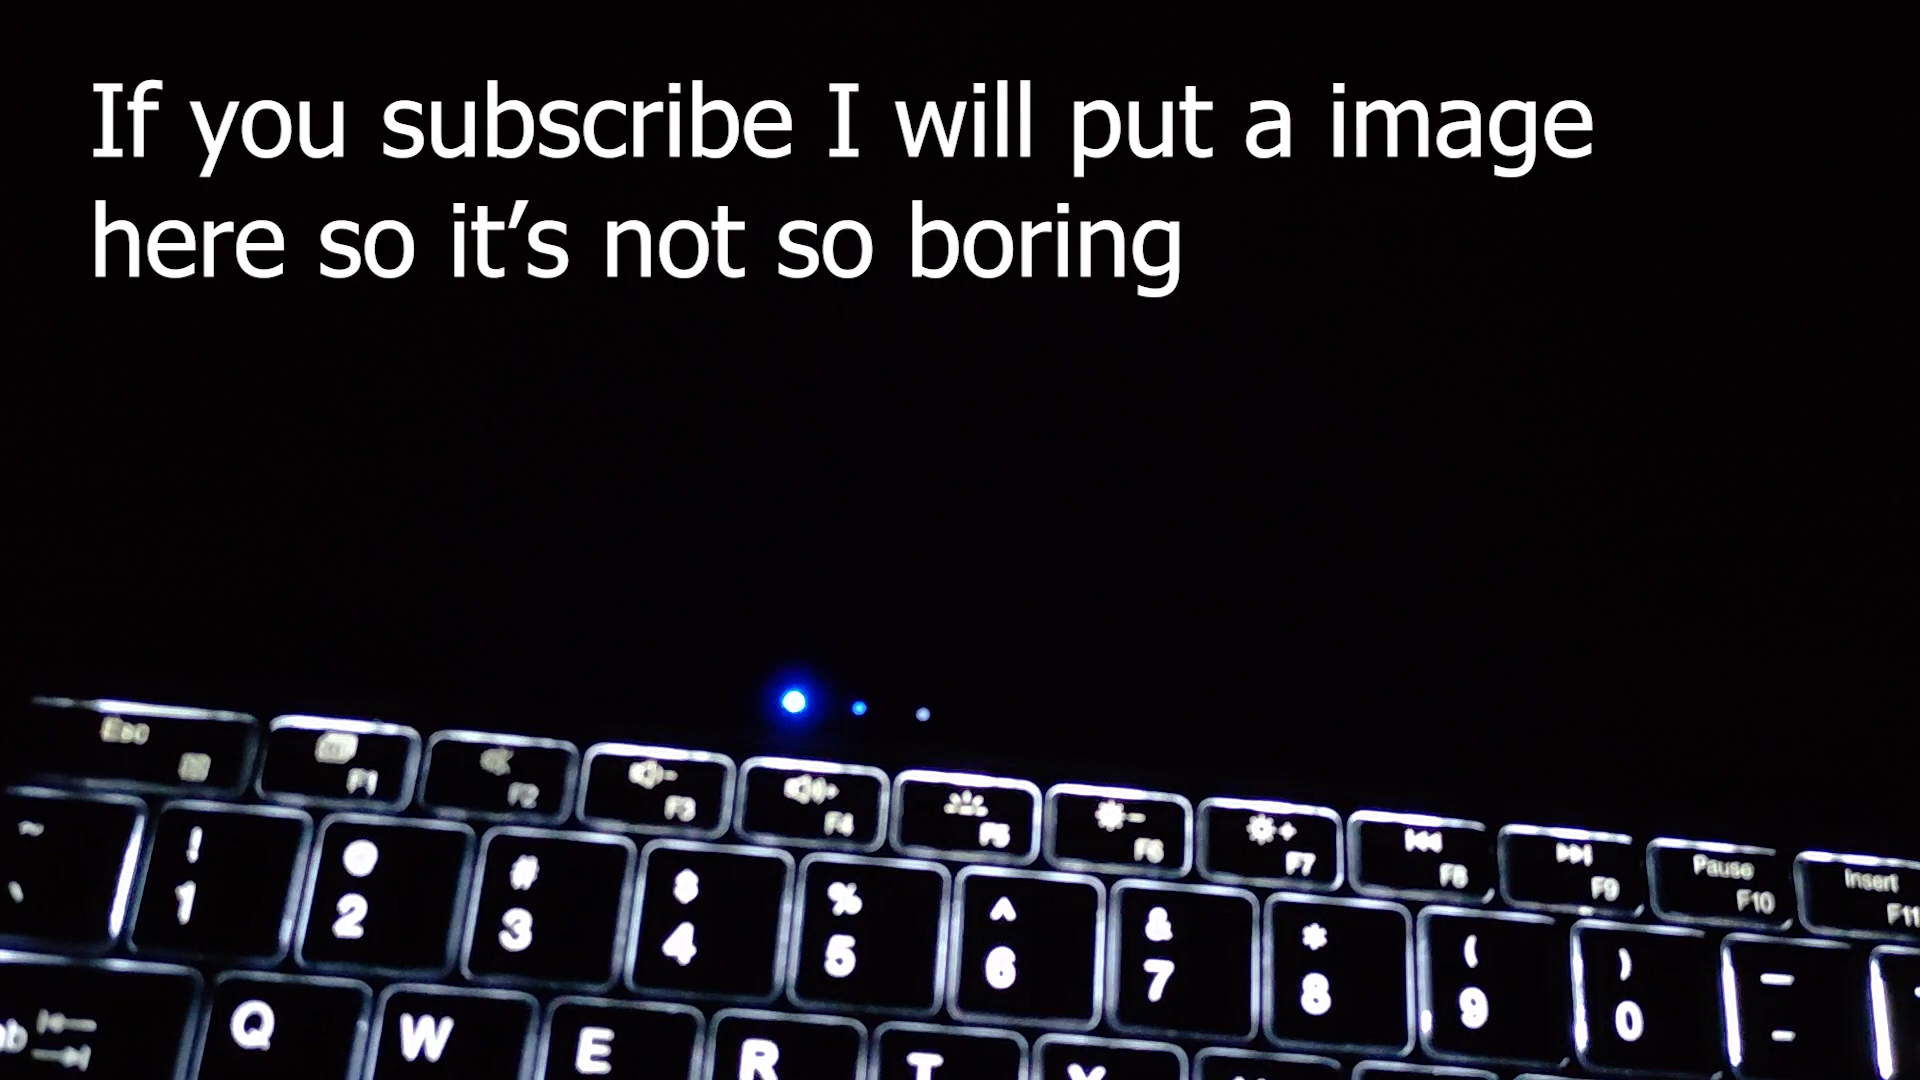 If you subscribe I will put a image
here so it’s not so boring
Esc F1 F2 F3 F4 F5 F6 F7 F8 F9 Pause F10 Insert F11
~ ! @ # $ % ^ & * ( ) —
` 1 2 3 4 5 6 7 8 9 0 -
Q W E R T Y